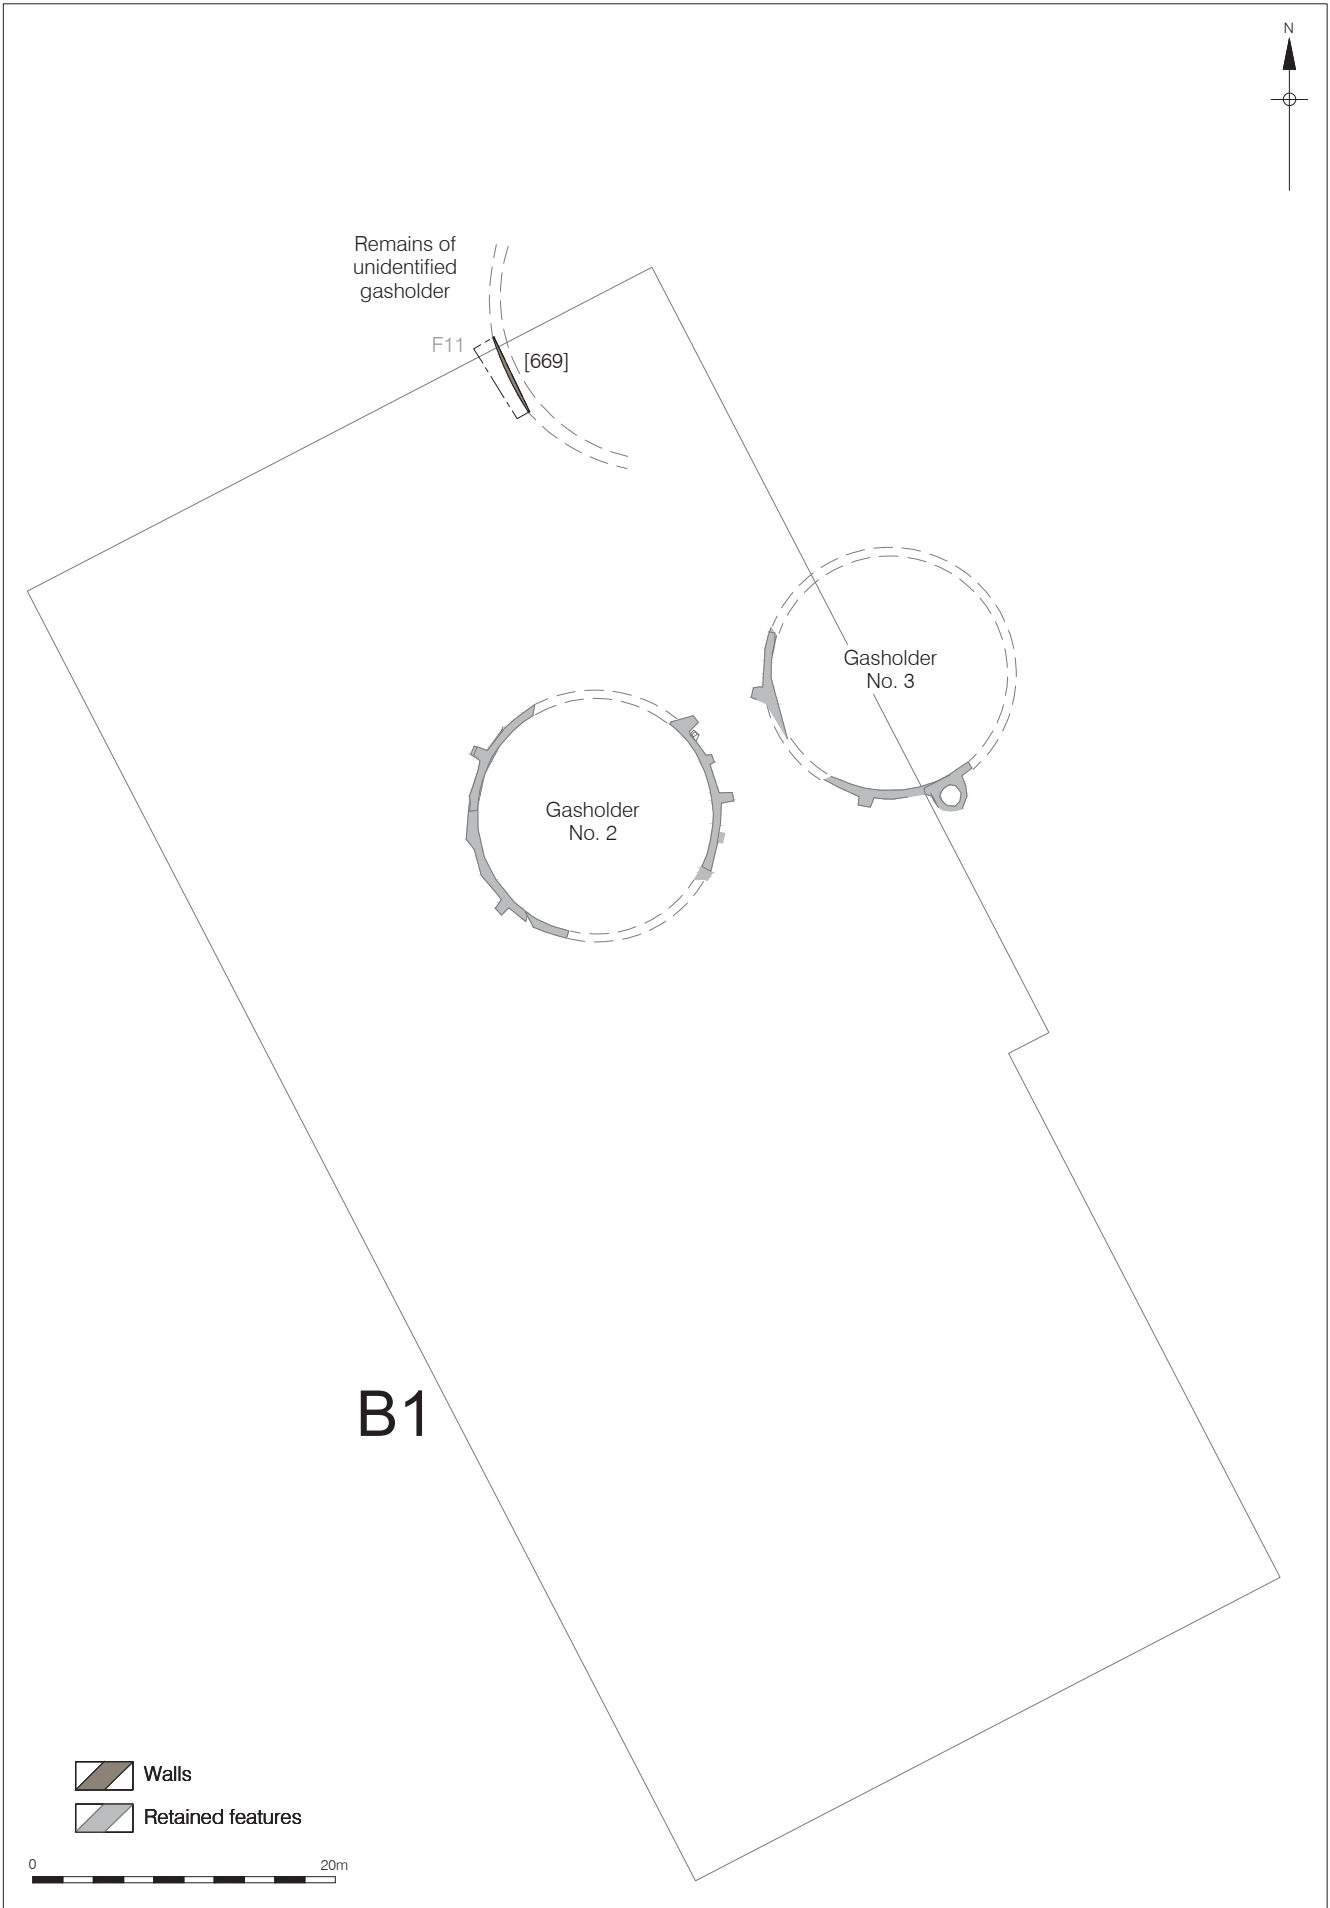 N
Remains of
unidentified
gasholder
F11
[669]
Gasholder
No. 3
Gasholder
No. 2
B1
Walls
Retained features
0 20m